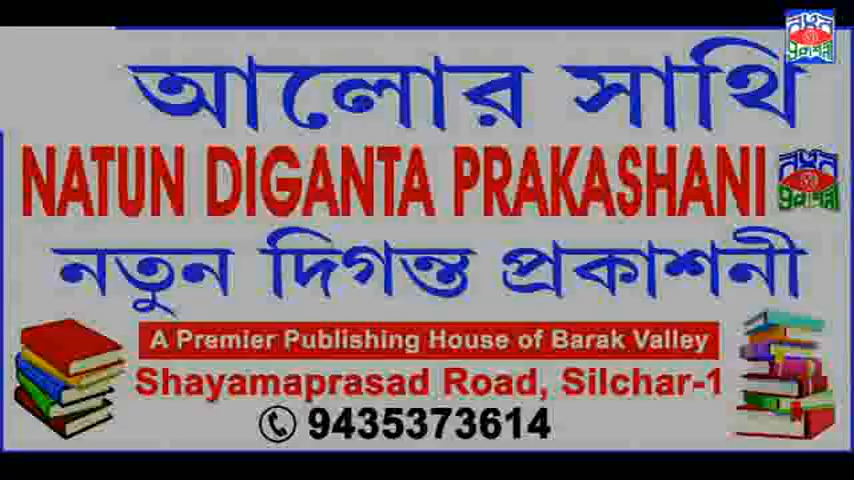 আলোর সাথি
NATUN DIGANTA PRAKASHANI
নতুন দিগন্ত প্রকাশনী
A Premier Publishing House of Barak Valley
Shayamaprasad Road, Silchar-1
9435373614